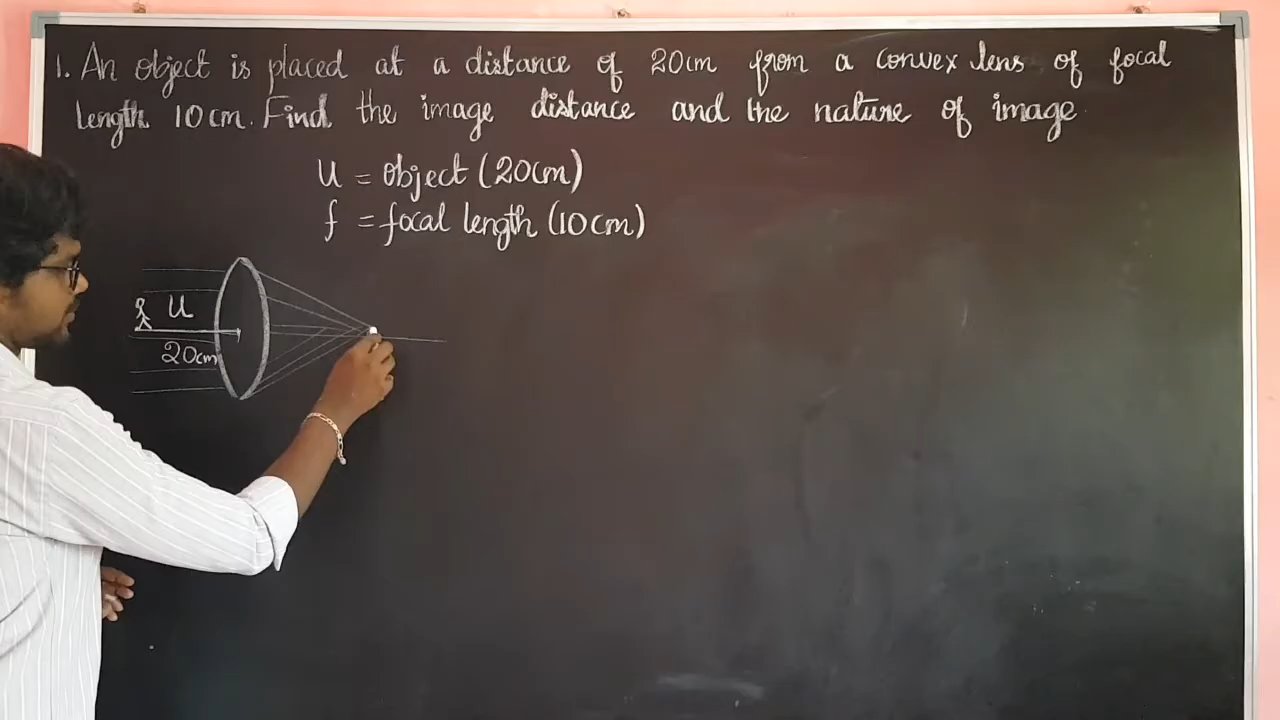 1. An object is placed at a distance of 20cm from a convex lens of focal
length 10cm. Find the image distance and the nature of image
u = object (20cm)
f = focal length (10cm)
u
20cm